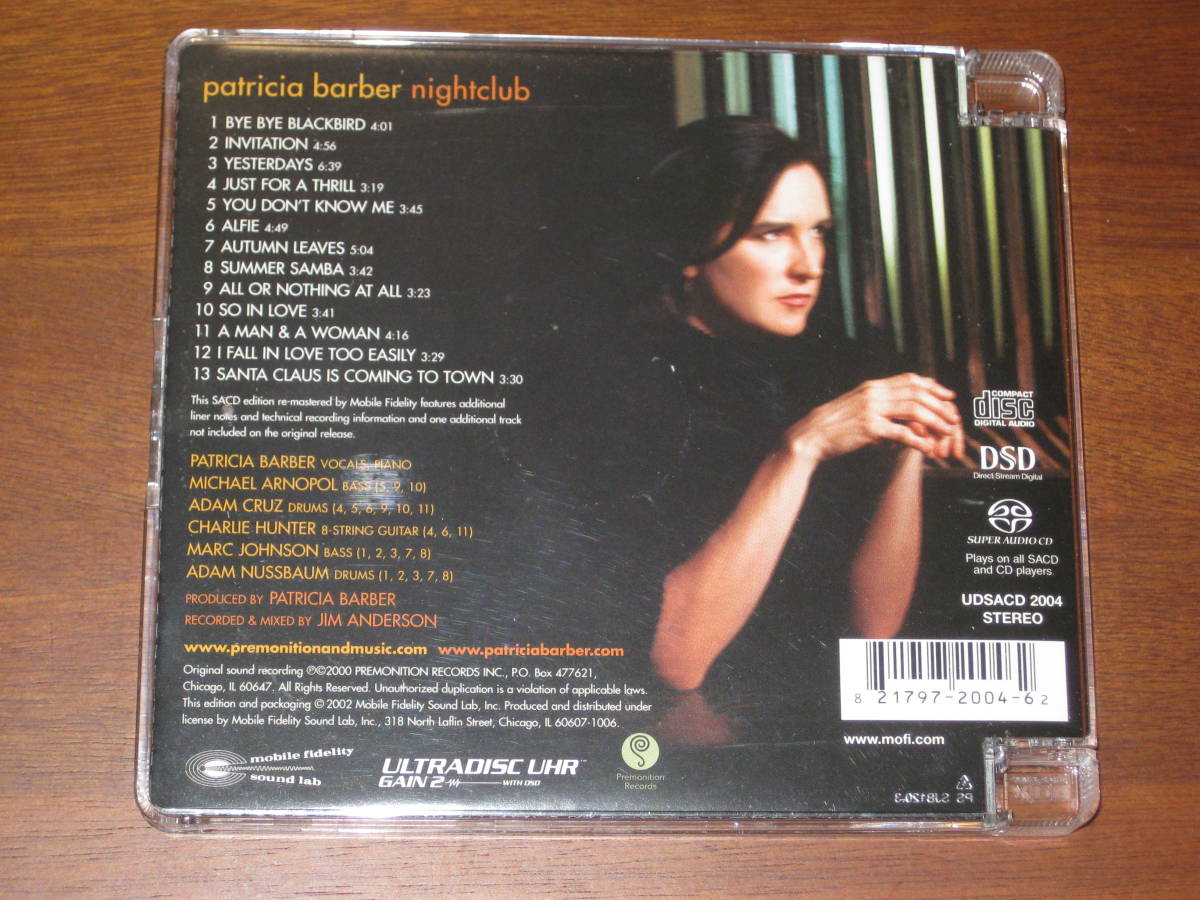 patricia barber nightclub
1 BYE BYE BLACKBIRD 4:01
2 INVITATION 4:56
3 YESTERDAYS 6:39
4 JUST FOR A THRILL 3:19
5 YOU DON'T KNOW ME 3:45
6 ALFIE 4:49
7 AUTUMN LEAVES 5:04
8 SUMMER SAMBA 3:42
9 ALL OR NOTHING AT ALL 3:23
10 SO IN LOVE 3:41
11 A MAN & A WOMAN 4:16
12 I FALL IN LOVE TOO EASILY 3:29
13 SANTA CLAUS IS COMING TO TOWN 3:30
This SACD edition re-mastered by Mobile Fidelity features additional
liner notes and technical recording information and one additional track
not included on the original release.
PATRICIA BARBER VOCALS, PIANO
MICHAEL ARNOPOL BASS (5, 9, 10)
ADAM CRUZ DRUMS (4, 5, 6, 9, 10, 11)
CHARLIE HUNTER 8-STRING GUITAR (4, 6, 11)
MARC JOHNSON BASS (1, 2, 3, 7, 8)
ADAM NUSSBAUM DRUMS (1, 2, 3, 7, 8)
PRODUCED BY PATRICIA BARBER
RECORDED & MIXED BY JIM ANDERSON
www.premonitionandmusic.com www.patriciabarber.com
Original sound recording ℗©2000 PREMONITION RECORDS INC., P.O. Box 477621,
Chicago, IL 60647. All Rights Reserved. Unauthorized duplication is a violation of applicable laws.
This edition and packaging © 2002 Mobile Fidelity Sound Lab, Inc. Produced and distributed under
license by Mobile Fidelity Sound Lab, Inc., 318 North Laflin Street, Chicago, IL 60607-1006.
mobile fidelity
sound lab
ULTRADISC UHR™
GAIN 2 WITH DSD
Premonition
Records
COMPACT
disc
DIGITAL AUDIO
DSD
Direct Stream Digital
SUPER AUDIO CD
Plays on all SACD
and CD players.
UDSACD 2004
STEREO
8 21797-2004-6 2
www.mofi.com